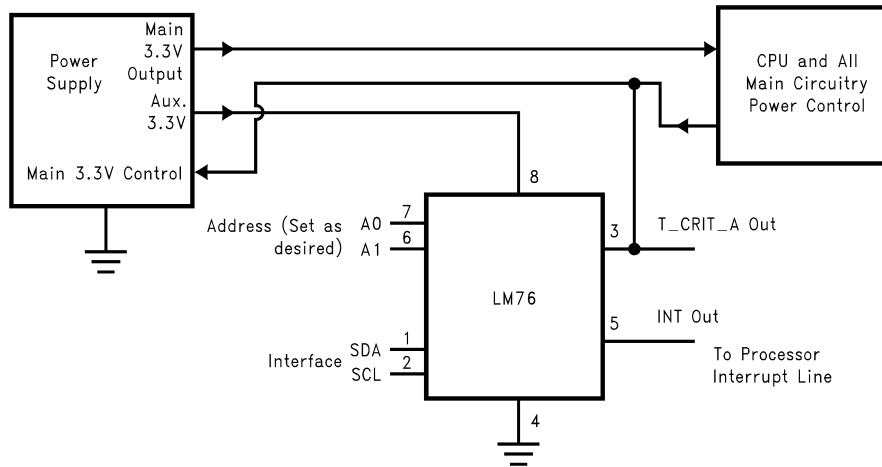 Main
3.3V
Output
Power
Supply
Aux.
3.3V
Main 3.3V Control
CPU and All
Main Circuitry
Power Control
8
Address (Set as
desired)
A0
7
A1
6
3
T_CRIT_A Out
LM76
5
INT Out
Interface
SDA
1
SCL
2
To Processor
Interrupt Line
4